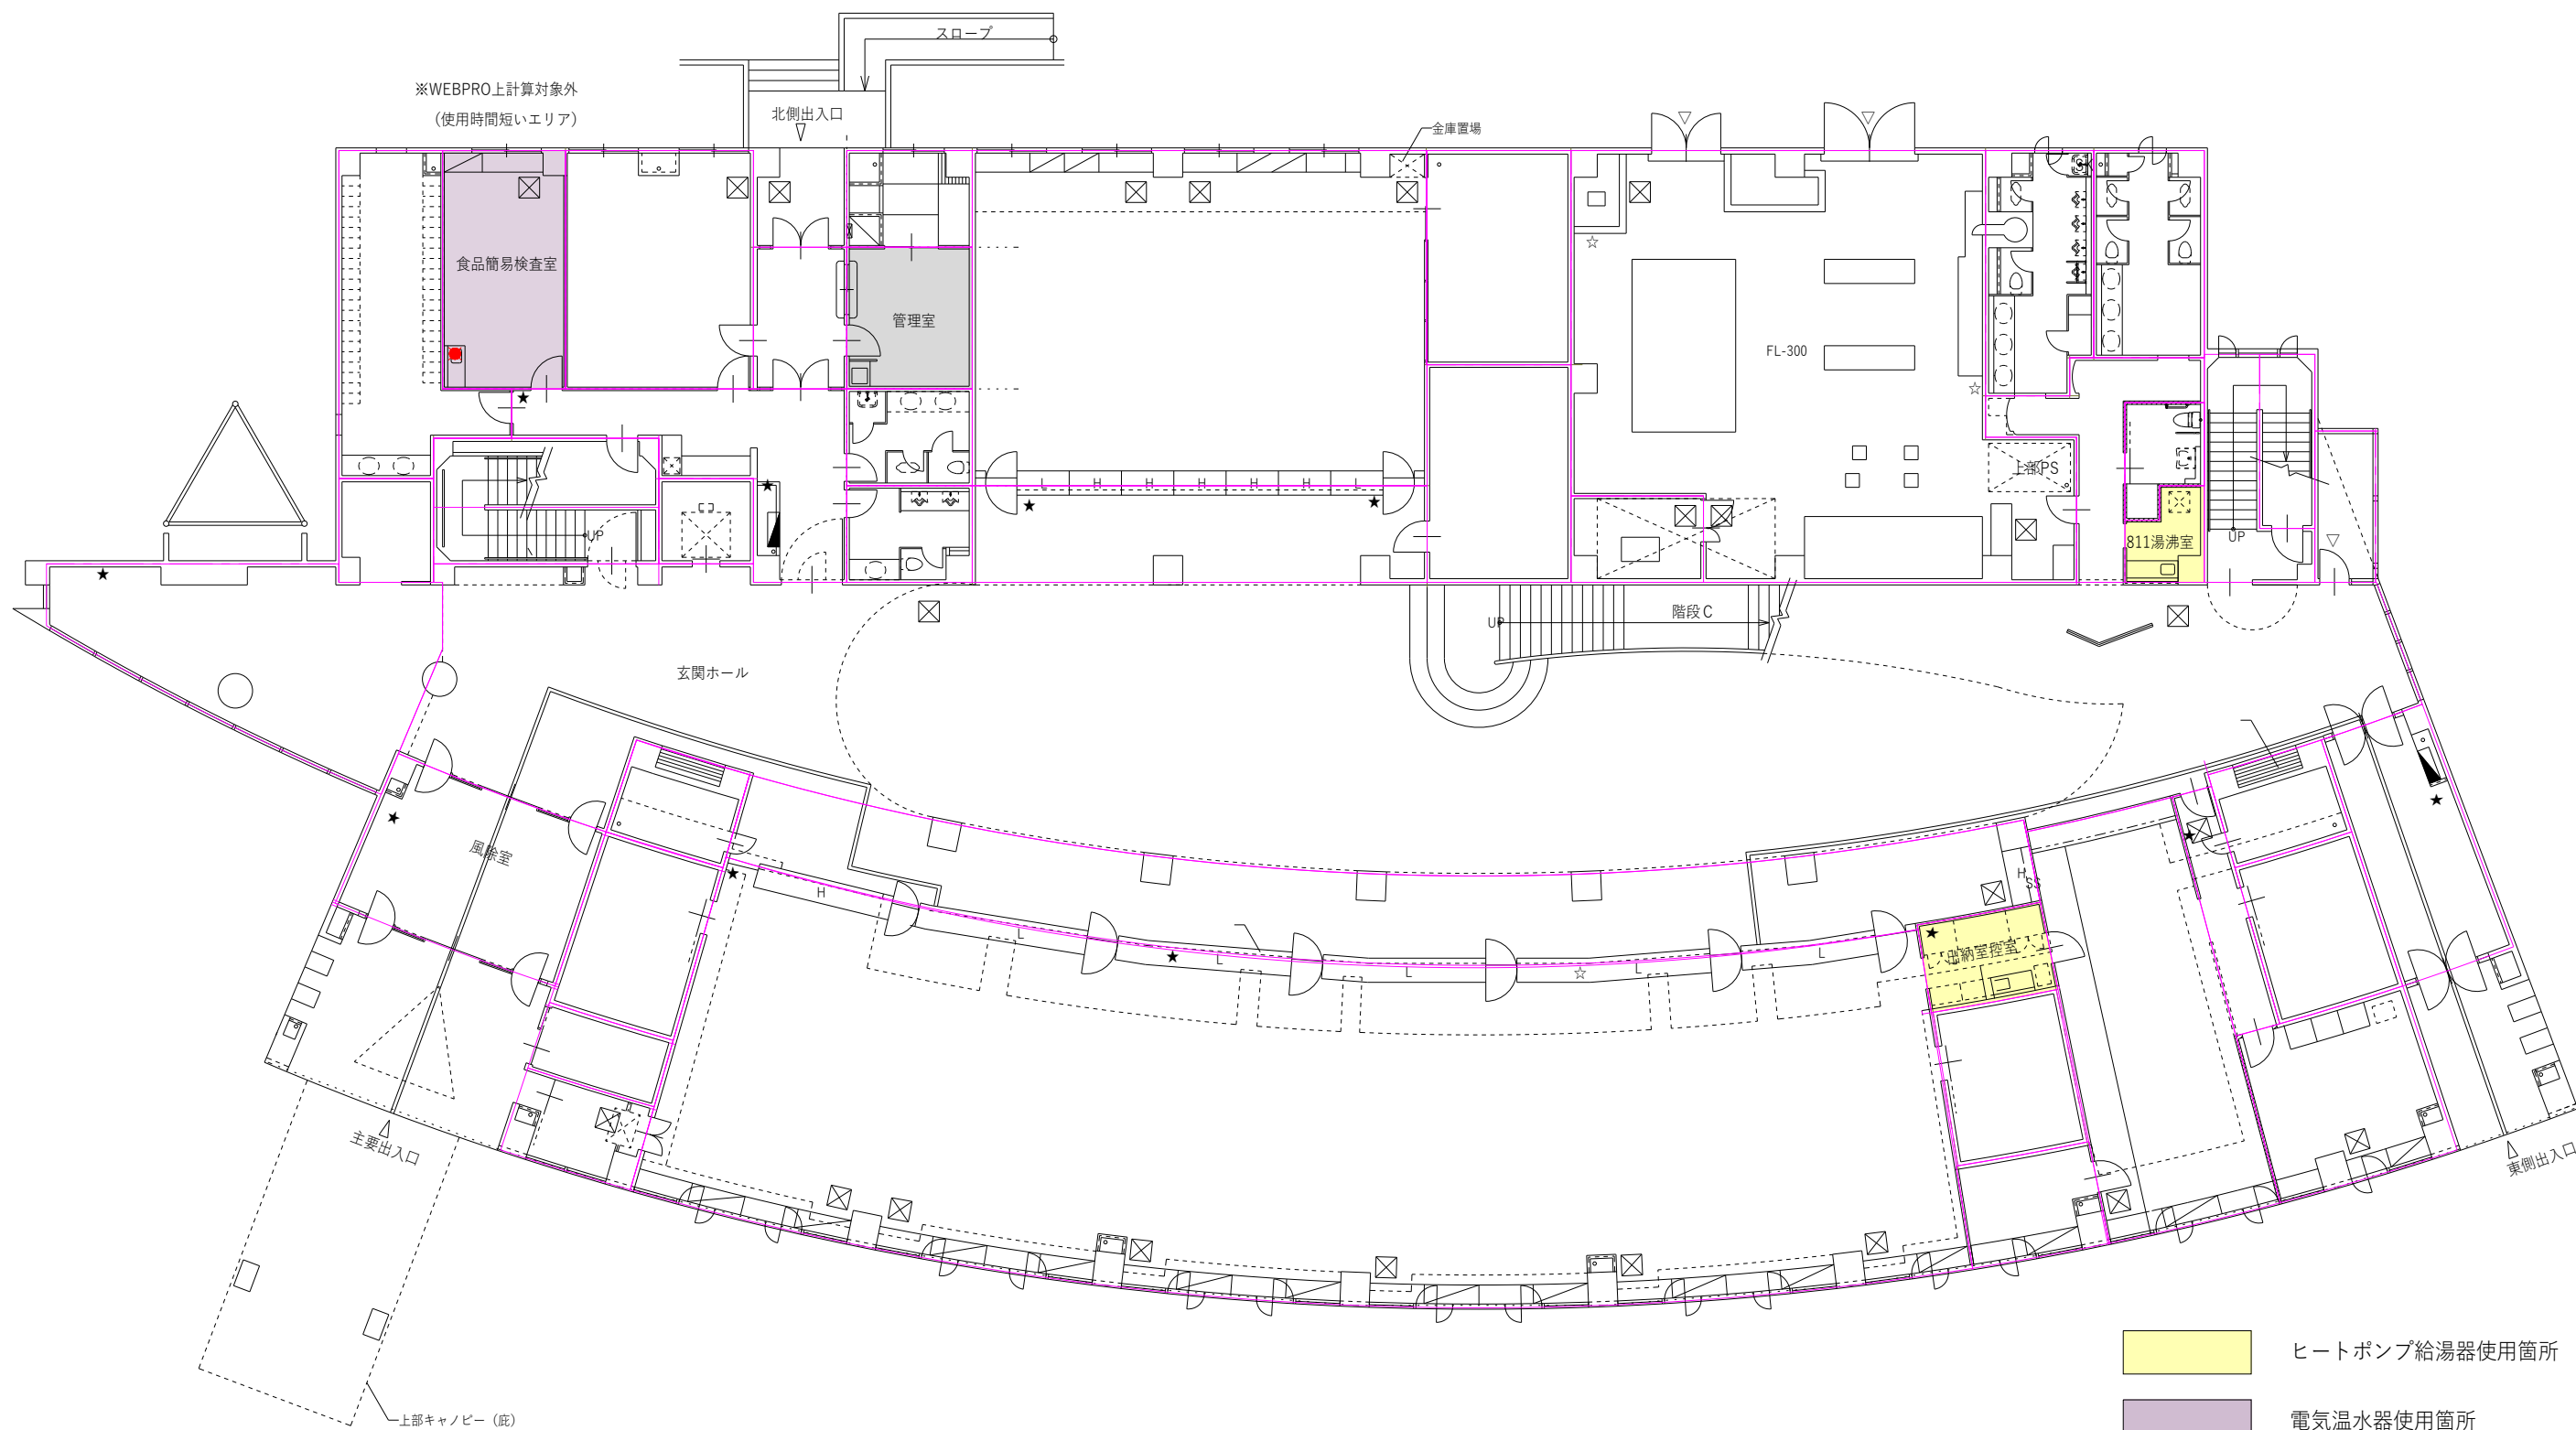 スロープ
※WEBPRO上計算対象外
（使用時間短いエリア）
北側出入口
金庫置場
食品簡易検査室
管理室
FL-300
上部PS
L H H H H H L
UP
811湯沸室
UP
階段C
UP
玄関ホール
風除室
H
L
L
L
L
L
H
SS
出納室控室
主要出入口
東側出入口
上部キャノピー（庇）
ヒートポンプ給湯器使用箇所
電気温水器使用箇所